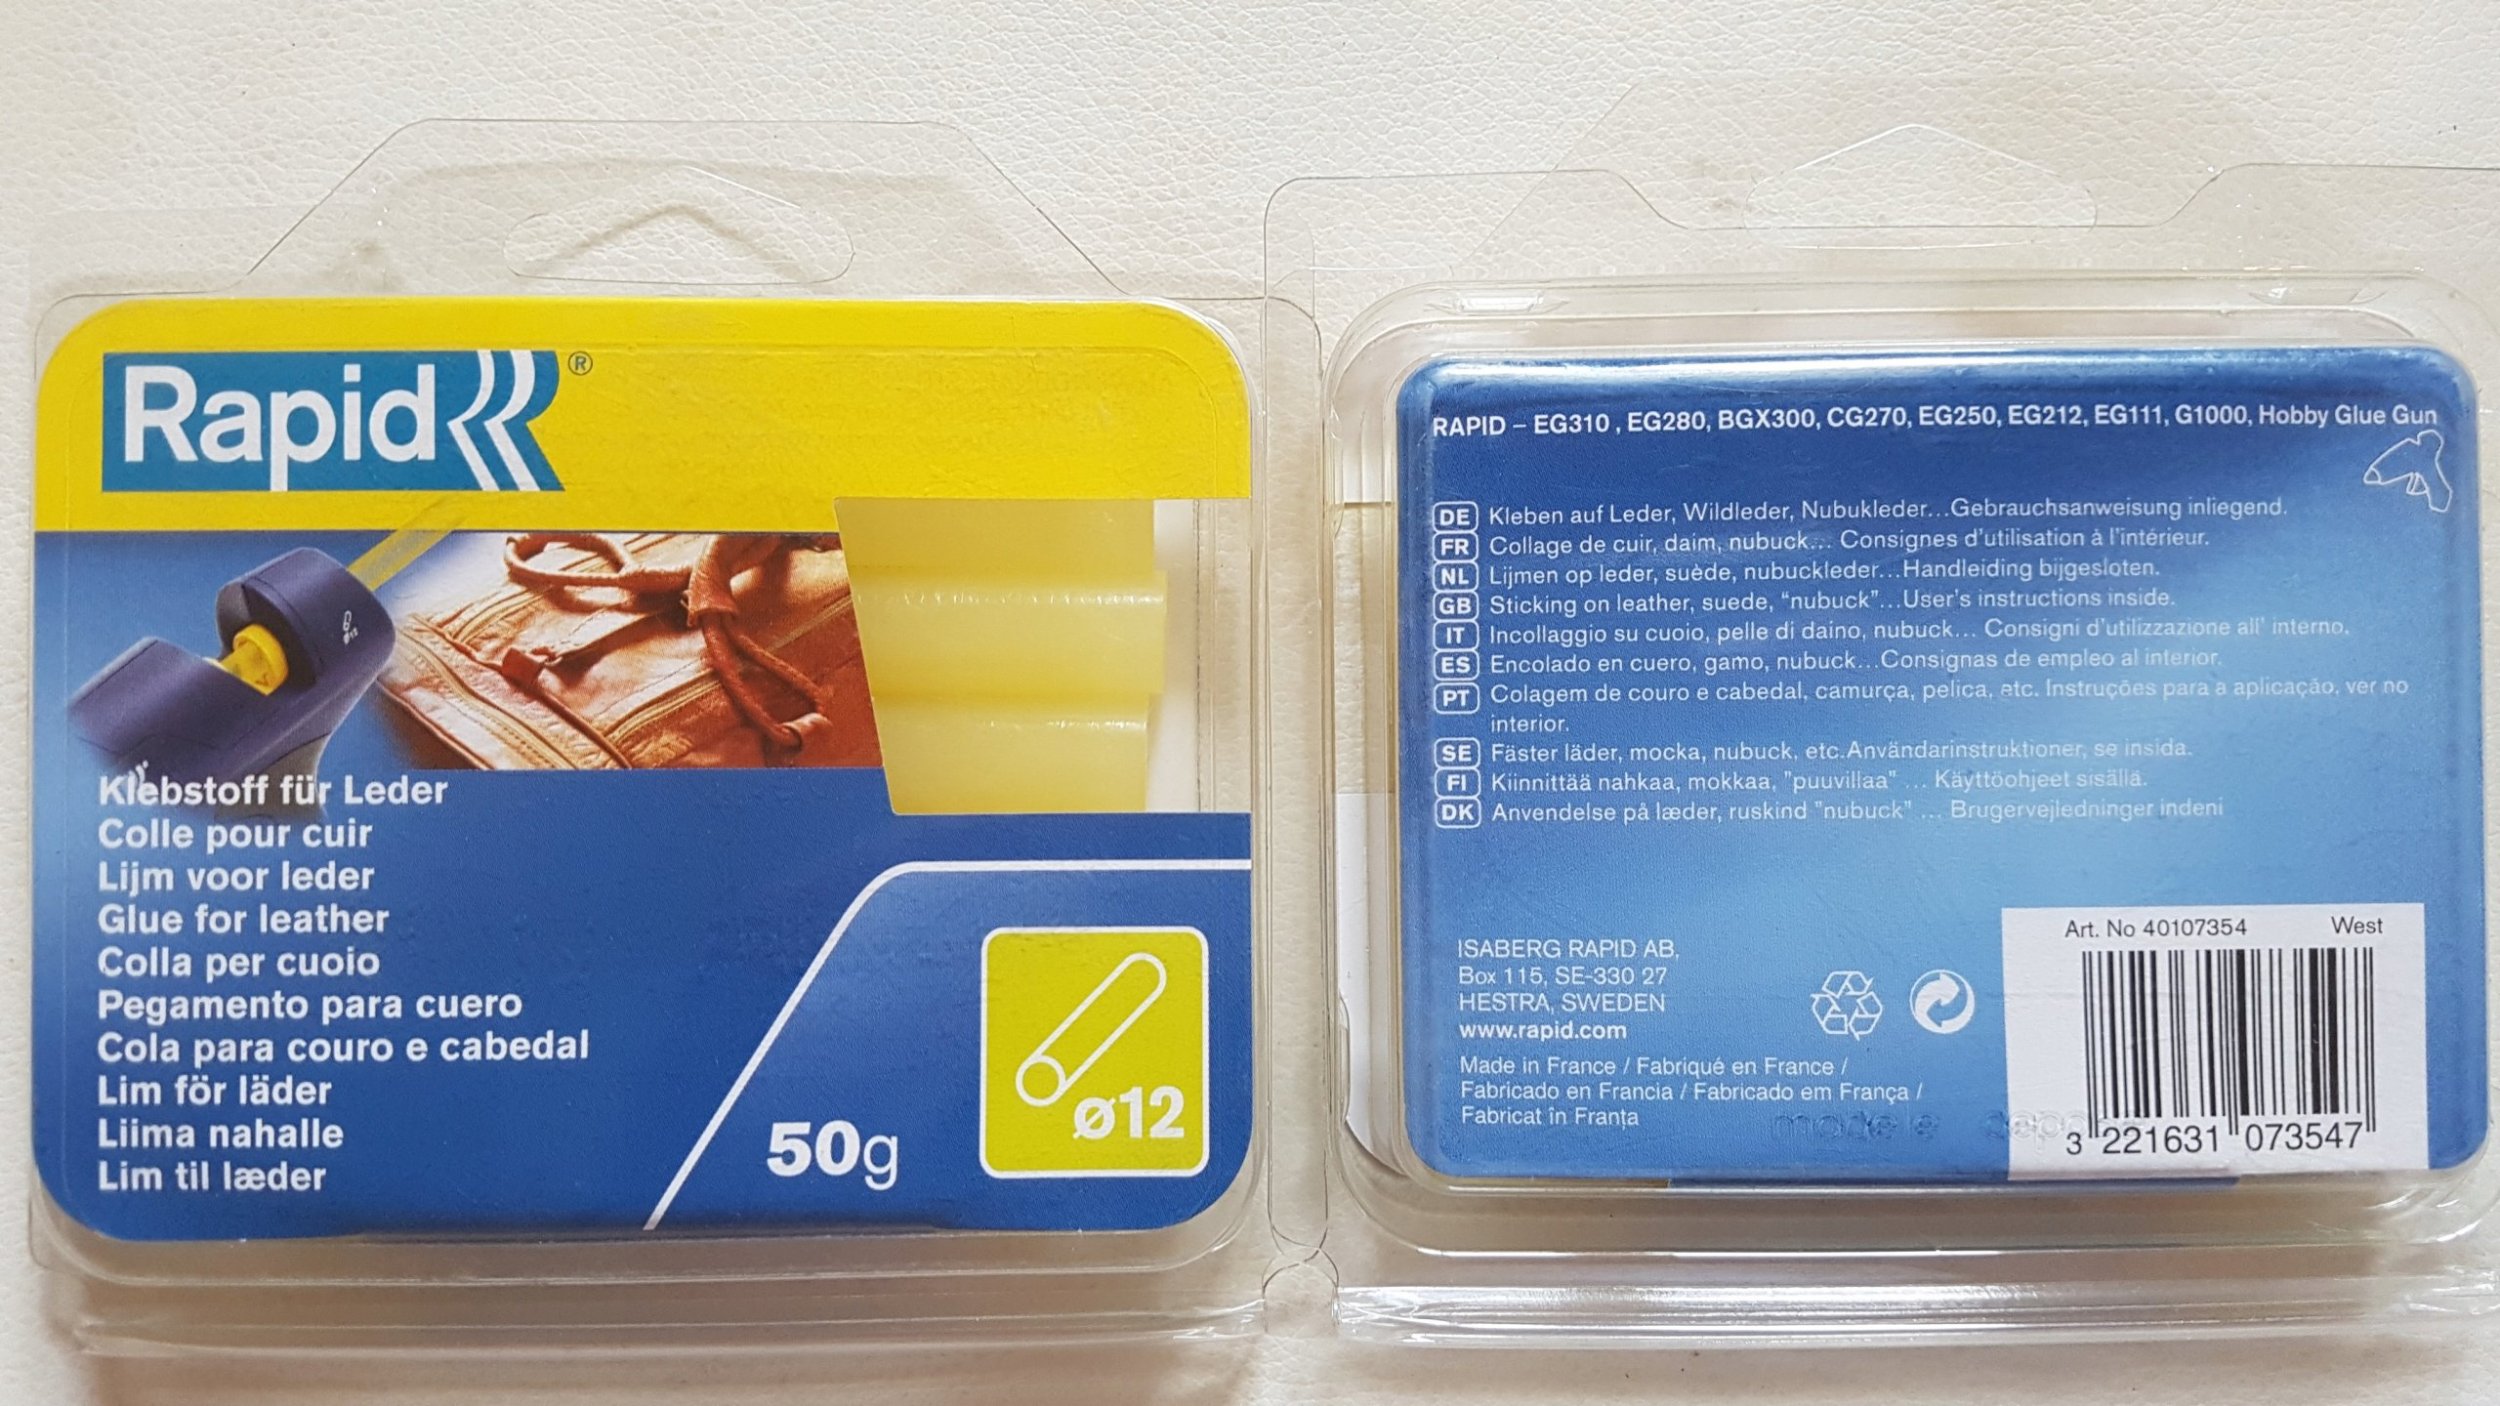 Rapid®
ø12
Klebstoff für Leder
Colle pour cuir
Lijm voor leder
Glue for leather
Colla per cuoio
Pegamento para cuero
Cola para couro e cabedal
Lim för läder
Liima nahalle
Lim til læder
50g
ø12
RAPID – EG310 , EG280, BGX300, CG270, EG250, EG212, EG111, G1000, Hobby Glue Gun
DE Kleben auf Leder, Wildleder, Nubukleder...Gebrauchsanweisung inliegend.
FR Collage de cuir, daim, nubuck... Consignes d'utilisation à l'intérieur.
NL Lijmen op leder, suède, nubuckleder...Handleiding bijgesloten.
GB Sticking on leather, suede, "nubuck"...User's instructions inside.
IT Incollaggio su cuoio, pelle di daino, nubuck... Consigni d'utilizzazione all' interno.
ES Encolado en cuero, gamo, nubuck...Consignas de empleo al interior.
PT Colagem de couro e cabedal, camurça, pelica, etc. Instruções para a aplicação, ver no
interior.
SE Fäster läder, mocka, nubuck, etc.Användarinstruktioner, se insida.
FI Kiinnittää nahkaa, mokkaa, "puuvillaa" ... Käyttöohjeet sisällä.
DK Anvendelse på læder, ruskind "nubuck" ... Brugervejledninger indeni
ISABERG RAPID AB,
Box 115, SE-330 27
HESTRA, SWEDEN
www.rapid.com
Made in France / Fabriqué en France /
Fabricado en Francia / Fabricado em França /
Fabricat în Franţa
Art. No 40107354 West
3 221631 073547